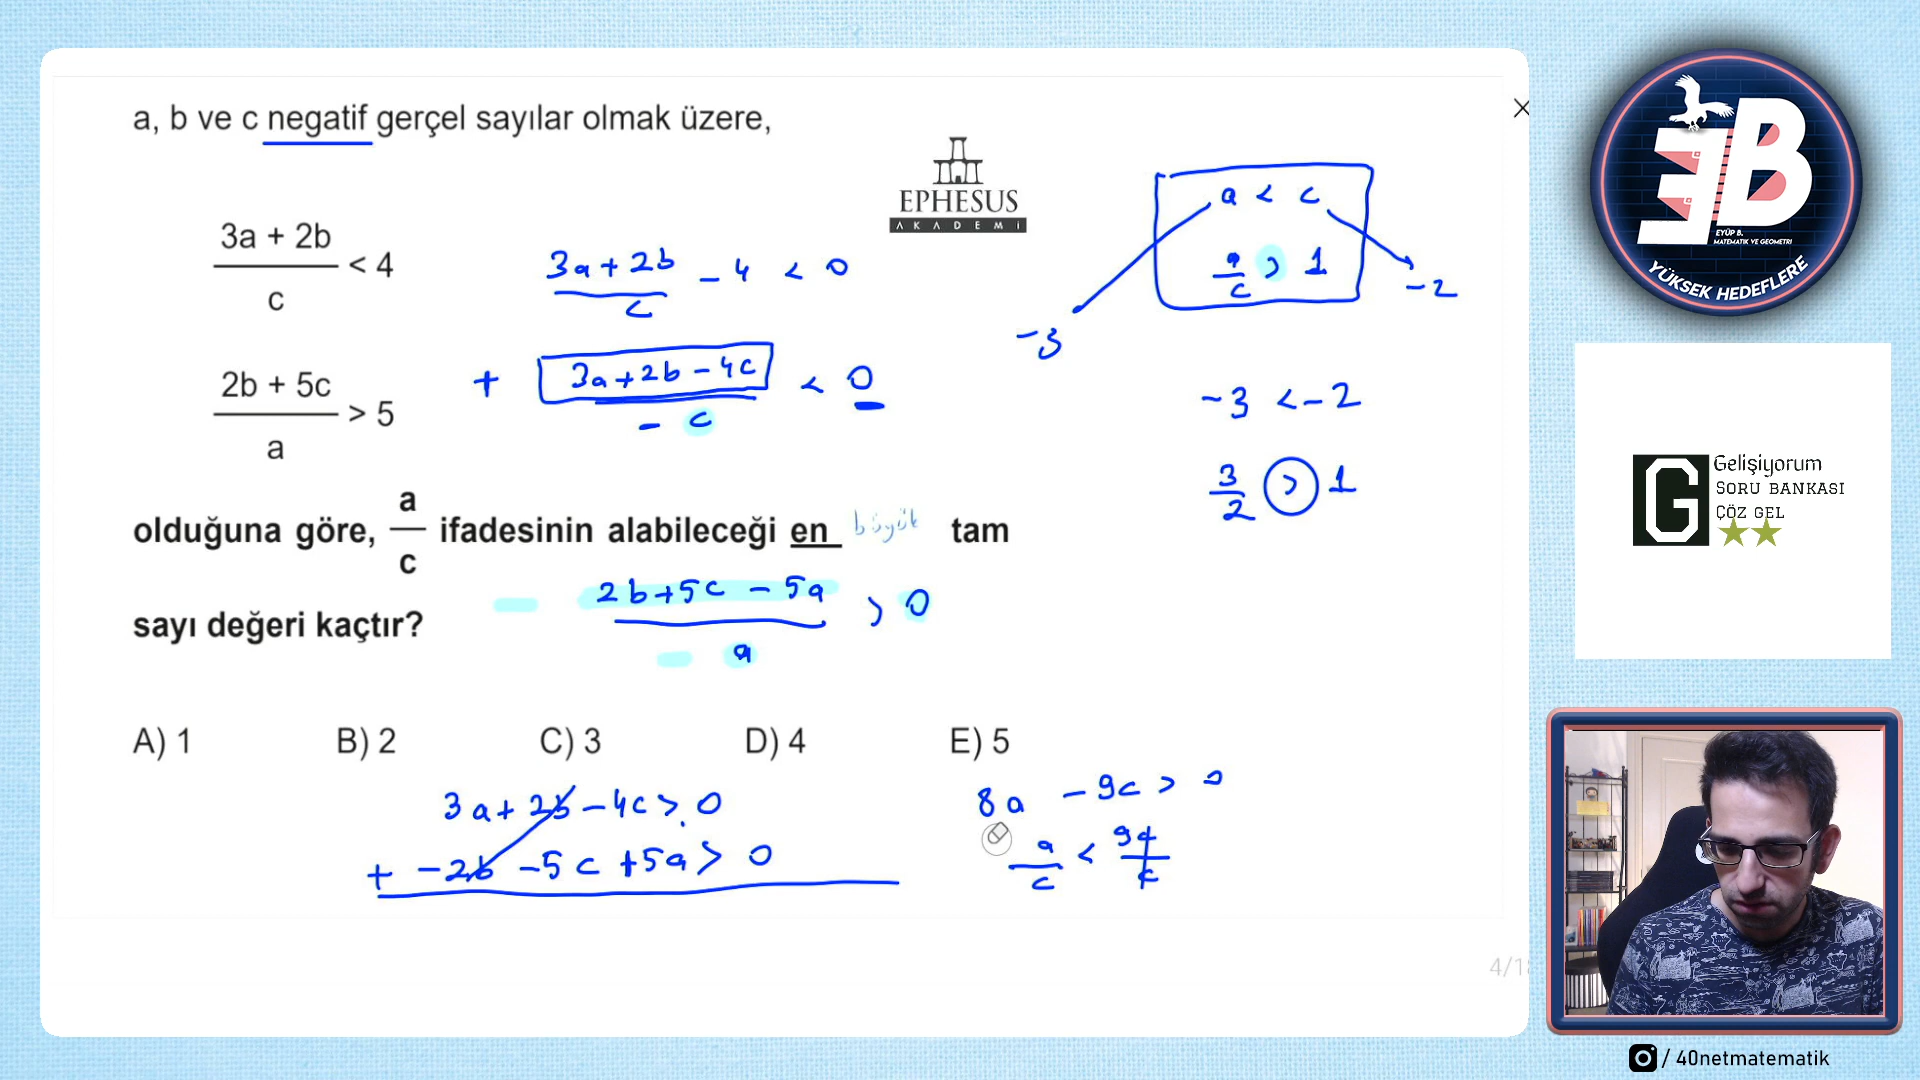 a, b ve c negatif gerçel sayılar olmak üzere,
3a + 2b
< 4
c
2b + 5c
> 5
a
olduğuna göre, a/c ifadesinin alabileceği en büyük tam
sayı değeri kaçtır?
A) 1 B) 2 C) 3 D) 4 E) 5
EPHESUS
AKADEMİ
3a+2b
- 4 < 0
c
+ 3a+2b - 4c < 0
- c
2b+5c - 5a
> 0
a
3a+2b-4c > 0
+ -2b -5c +5a > 0
8a - 9c > 0
a/c <
a < c
a/c > 1
-3
-2
-3 < -2
3/2 > 1
4/18
EB
EYÜP B.
MATEMATİK VE GEOMETRİ
YÜKSEK HEDEFLERE
G
Gelişiyorum
SORU BANKASI
ÇÖZ GEL
/ 40netmatematik